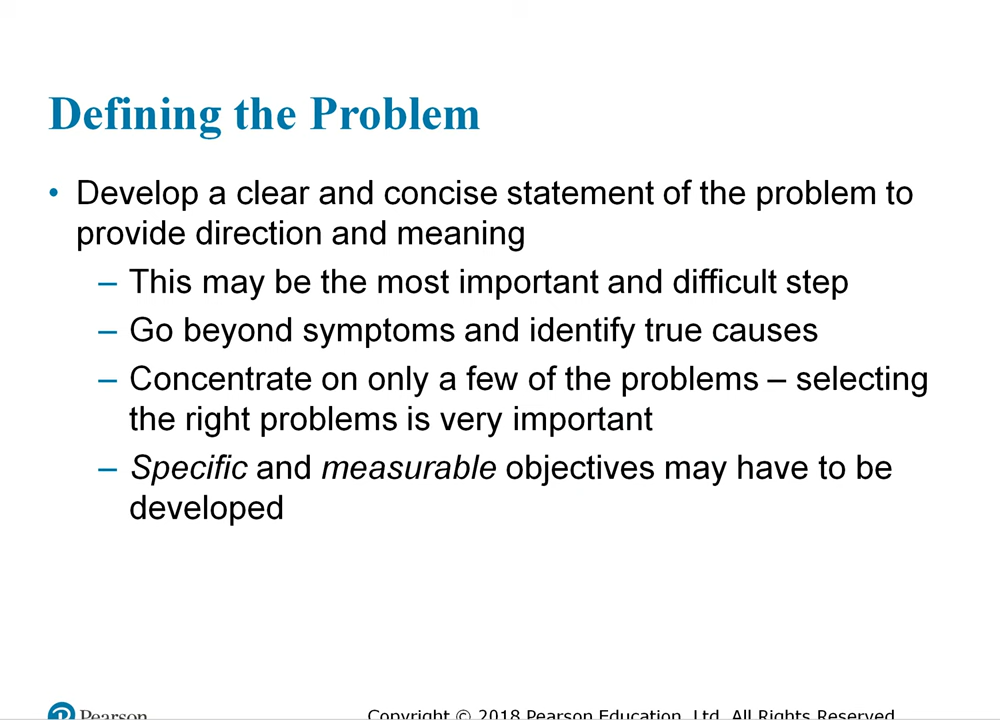 Defining the Problem
• Develop a clear and concise statement of the problem to
provide direction and meaning
– This may be the most important and difficult step
– Go beyond symptoms and identify true causes
– Concentrate on only a few of the problems – selecting
the right problems is very important
– Specific and measurable objectives may have to be
developed
Pearson
Copyright © 2018 Pearson Education, Ltd. All Rights Reserved